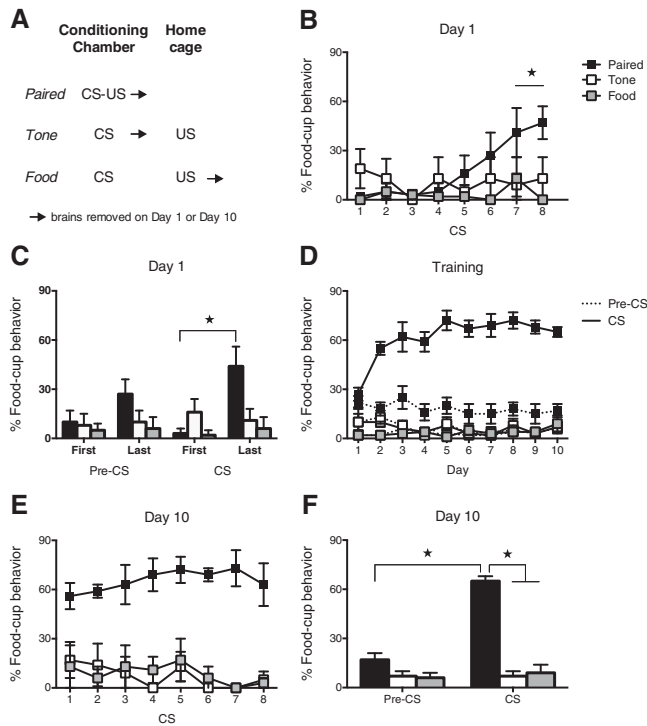 A
Conditioning Chamber
Home cage
Paired CS-US →
Tone CS → US
Food CS US →
→ brains removed on Day 1 or Day 10
B
Day 1
% Food-cup behavior
90
60
30
0
1 2 3 4 5 6 7 8
CS
★
Paired
Tone
Food
C
Day 1
% Food-cup behavior
90
60
30
0
★
First Last First Last
Pre-CS CS
D
Training
% Food-cup behavior
90
60
30
0
1 2 3 4 5 6 7 8 9 10
Day
Pre-CS
CS
E
Day 10
% Food-cup behavior
90
60
30
0
1 2 3 4 5 6 7 8
CS
F
Day 10
% Food-cup behavior
90
60
30
0
★ ★
Pre-CS CS